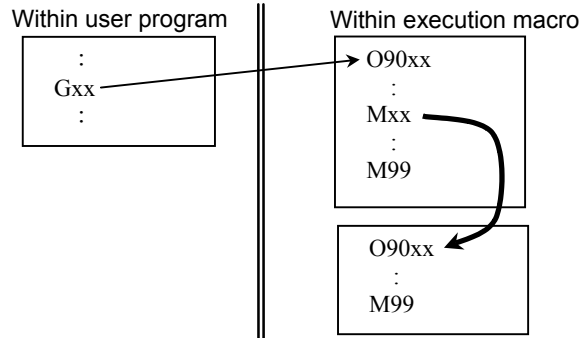 Within user program
:
Gxx
:
Within execution macro
O90xx
:
Mxx
:
M99
O90xx
:
M99